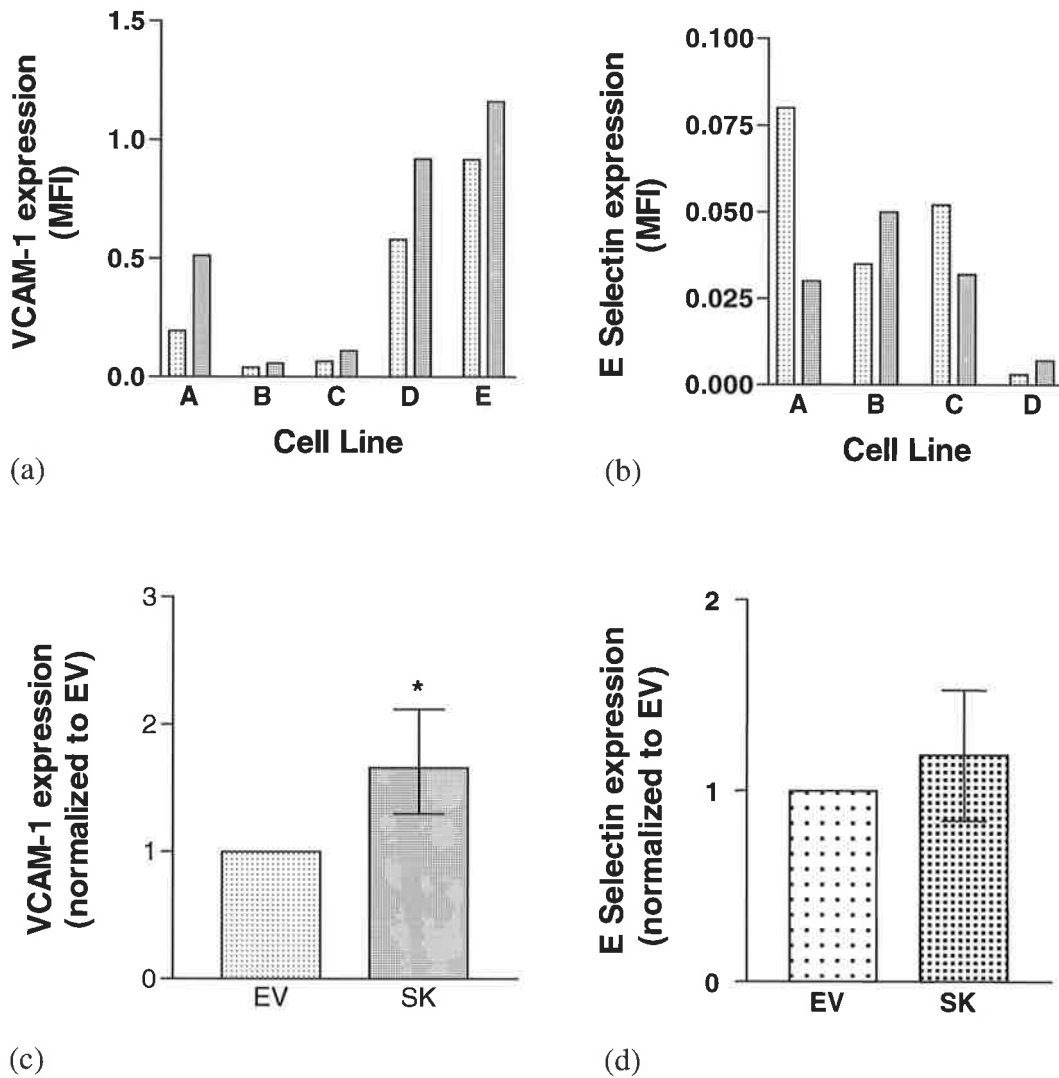 VCAM-1 expression
(MFI)
1.5
1.0
0.5
0.0
A B C D E
Cell Line
(a)
E Selectin expression
(MFI)
0.100
0.075
0.050
0.025
0.000
A B C D
Cell Line
(b)
VCAM-1 expression
(normalized to EV)
3
2
1
0
*
EV SK
(c)
E Selectin expression
(normalized to EV)
2
1
0
EV SK
(d)